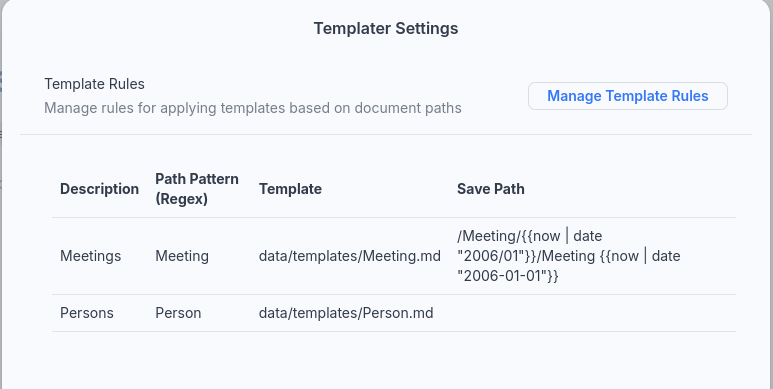 Templater Settings
Template Rules
Manage rules for applying templates based on document paths
Manage Template Rules
Description
Path Pattern
(Regex)
Template
Save Path
Meetings
Meeting
data/templates/Meeting.md
/Meeting/{{now | date
"2006/01"}}/Meeting {{now | date
"2006-01-01"}}
Persons
Person
data/templates/Person.md